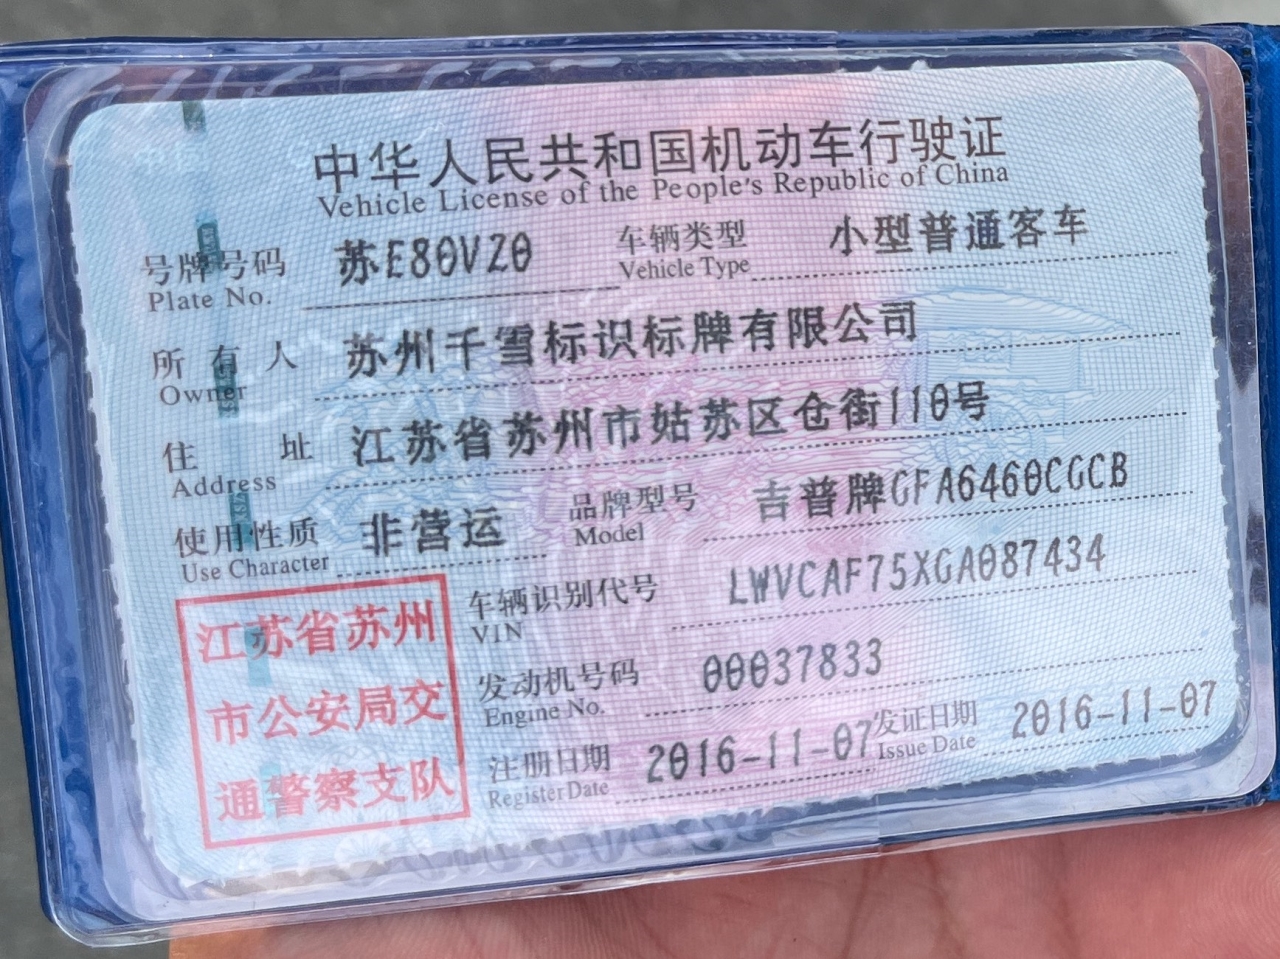 中华人民共和国机动车行驶证
Vehicle License of the People's Republic of China
号牌号码 苏E80VZ0 车辆类型 小型普通客车
Plate No. Vehicle Type
所有人 苏州千雪标识标牌有限公司
Owner
住址 江苏省苏州市姑苏区仓街110号
Address
使用性质 非营运 品牌型号 吉普牌GFA6460CGCB
Use Character Model
江苏省苏州
市公安局交
通警察支队
车辆识别代号 LWVCAF75XGA087434
VIN
发动机号码 00037833
Engine No.
注册日期 2016-11-07 发证日期 2016-11-07
Register Date Issue Date